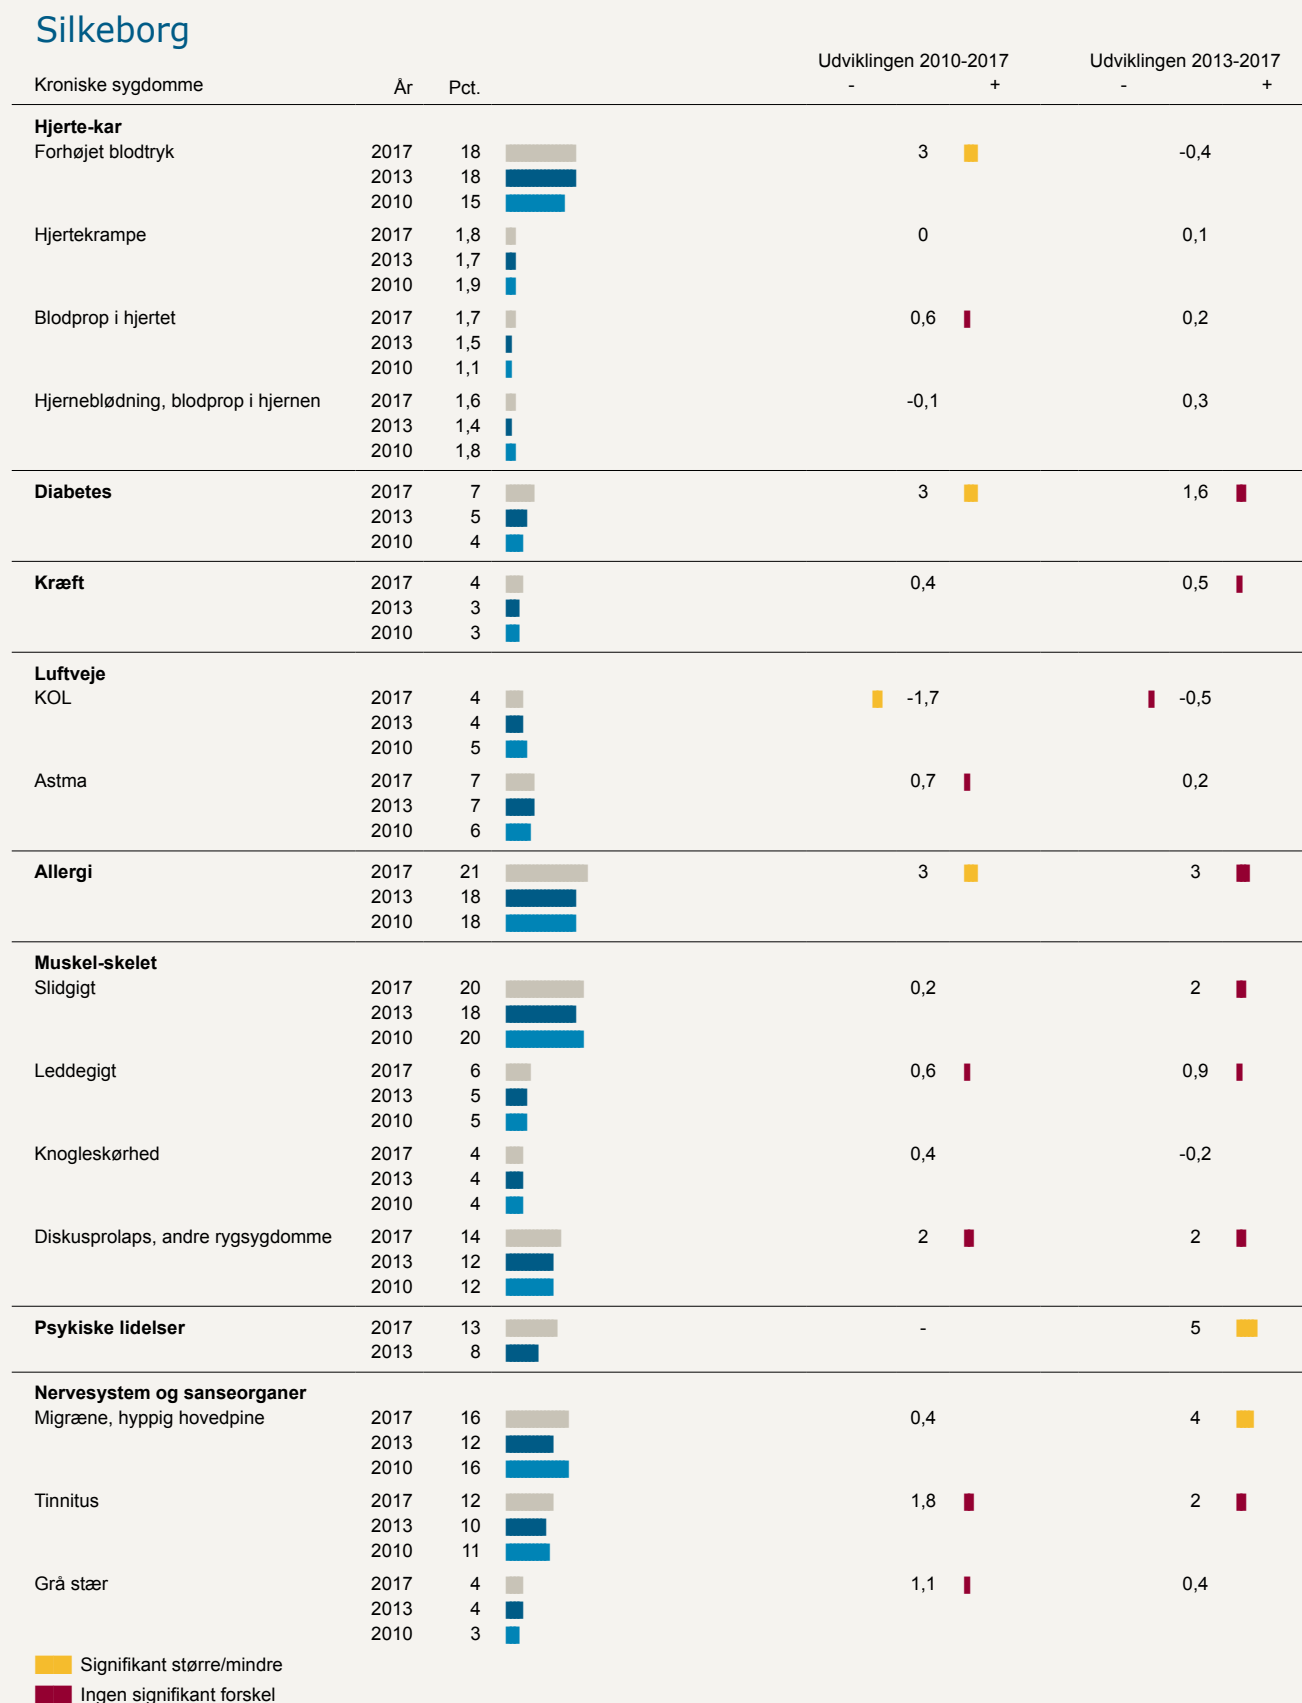 Silkeborg
Udviklingen 2010-2017 Udviklingen 2013-2017
Kroniske sygdomme År Pct. - + - +
Hjerte-kar
Forhøjet blodtryk 2017 18 3 -0,4
2013 18
2010 15
Hjertekrampe 2017 1,8 0 0,1
2013 1,7
2010 1,9
Blodprop i hjertet 2017 1,7 0,6 0,2
2013 1,5
2010 1,1
Hjerneblødning, blodprop i hjernen 2017 1,6 -0,1 0,3
2013 1,4
2010 1,8
Diabetes 2017 7 3 1,6
2013 5
2010 4
Kræft 2017 4 0,4 0,5
2013 3
2010 3
Luftveje
KOL 2017 4 -1,7 -0,5
2013 4
2010 5
Astma 2017 7 0,7 0,2
2013 7
2010 6
Allergi 2017 21 3 3
2013 18
2010 18
Muskel-skelet
Slidgigt 2017 20 0,2 2
2013 18
2010 20
Leddegigt 2017 6 0,6 0,9
2013 5
2010 5
Knogleskørhed 2017 4 0,4 -0,2
2013 4
2010 4
Diskusprolaps, andre rygsygdomme 2017 14 2 2
2013 12
2010 12
Psykiske lidelser 2017 13 - 5
2013 8
Nervesystem og sanseorganer
Migræne, hyppig hovedpine 2017 16 0,4 4
2013 12
2010 16
Tinnitus 2017 12 1,8 2
2013 10
2010 11
Grå stær 2017 4 1,1 0,4
2013 4
2010 3
Signifikant større/mindre
Ingen signifikant forskel